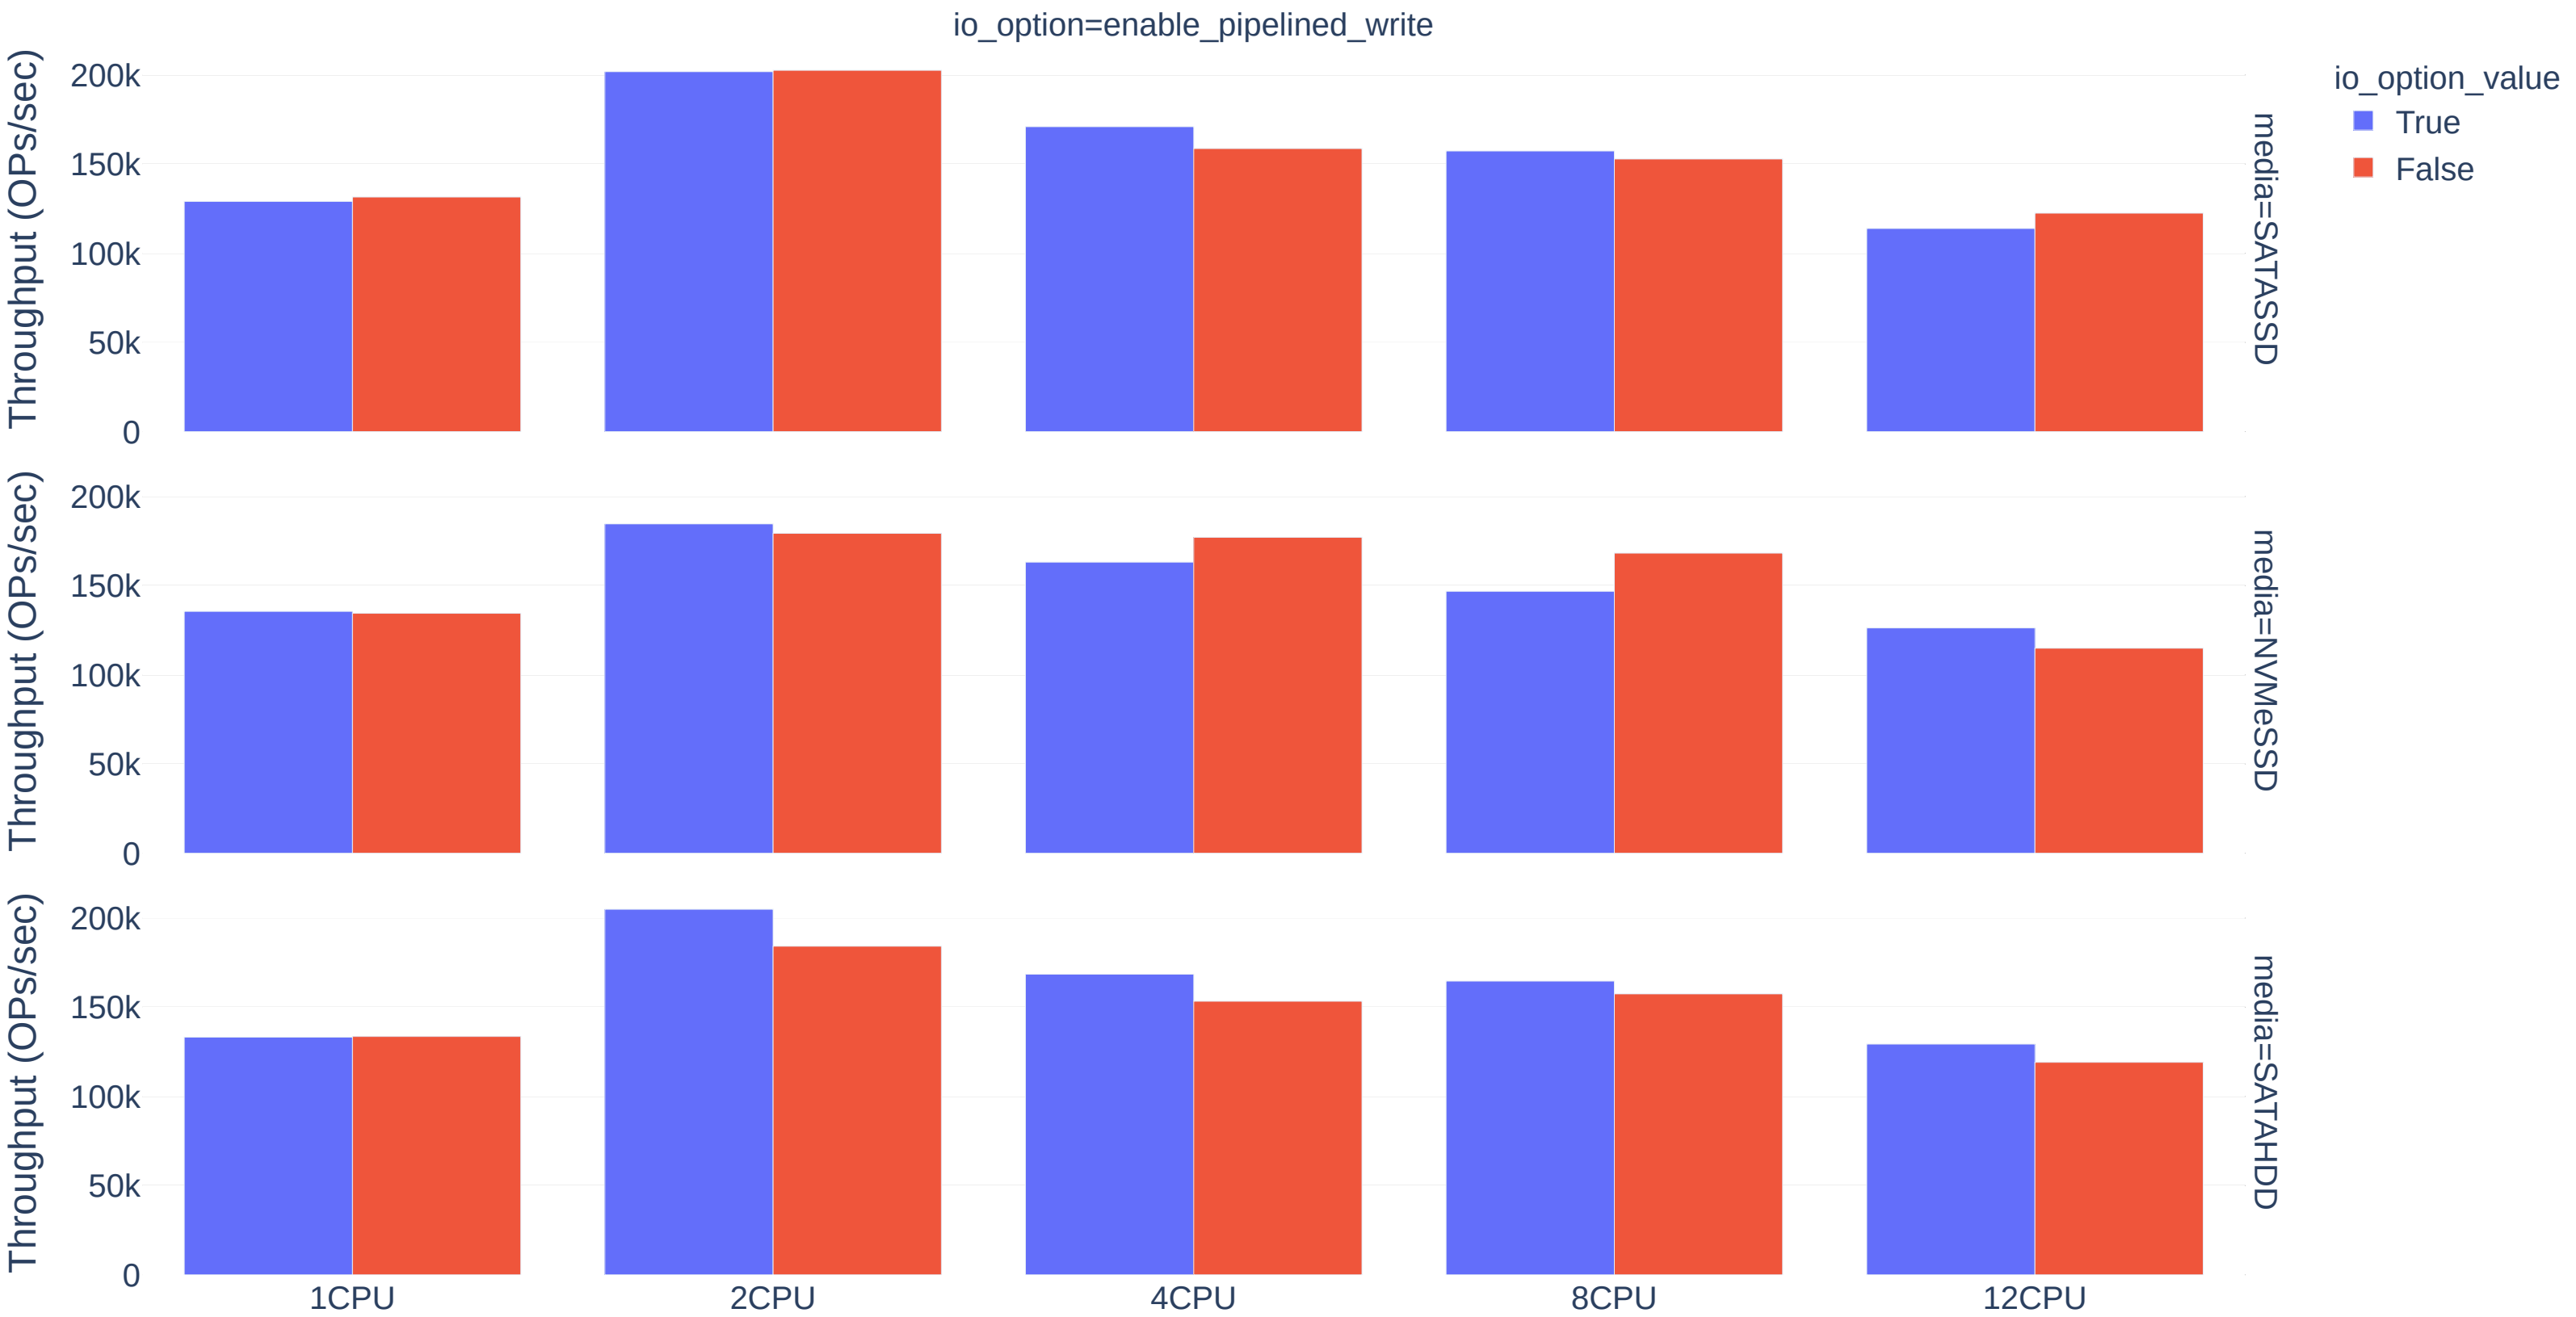 io_option=enable_pipelined_write
Throughput (OPs/sec)
200k
150k
100k
50k
0
media=SATASSD
io_option_value
True
False
Throughput (OPs/sec)
200k
150k
100k
50k
0
media=NVMeSSD
Throughput (OPs/sec)
200k
150k
100k
50k
0
media=SATAHDD
1CPU
2CPU
4CPU
8CPU
12CPU